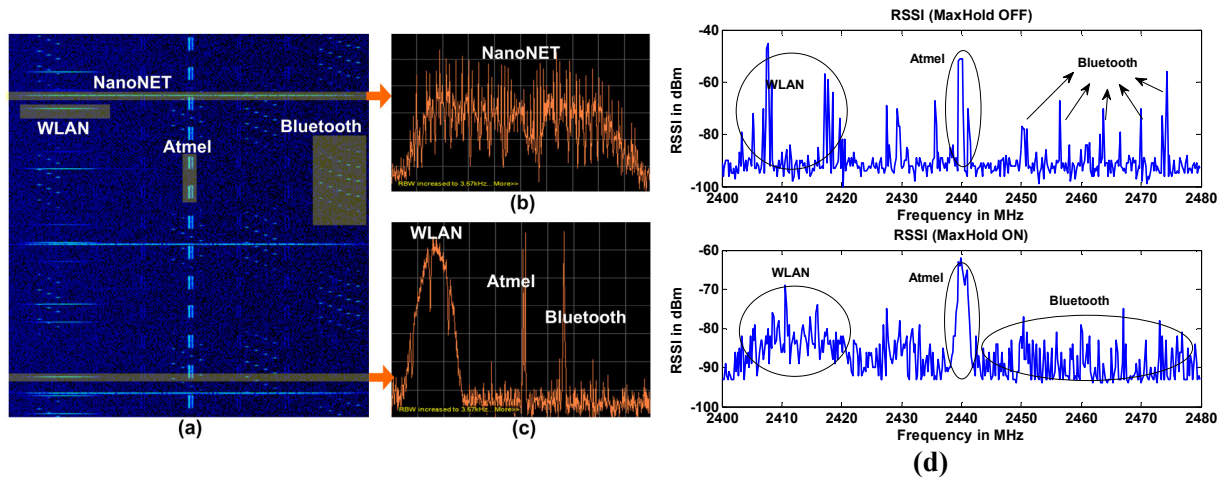 NanoNET
WLAN
Atmel
Bluetooth
(a)
NanoNET
RBW increased to 3.67kHz... More>>
(b)
WLAN
Atmel
Bluetooth
RBW increased to 3.67kHz... More>>
(c)
RSSI (MaxHold OFF)
RSSI in dBm
-40
-60
-80
-100
WLAN
Atmel
Bluetooth
2400 2410 2420 2430 2440 2450 2460 2470 2480
Frequency in MHz
RSSI (MaxHold ON)
RSSI in dBm
-60
-70
-80
-90
-100
WLAN
Atmel
Bluetooth
2400 2410 2420 2430 2440 2450 2460 2470 2480
Frequency in MHz
(d)